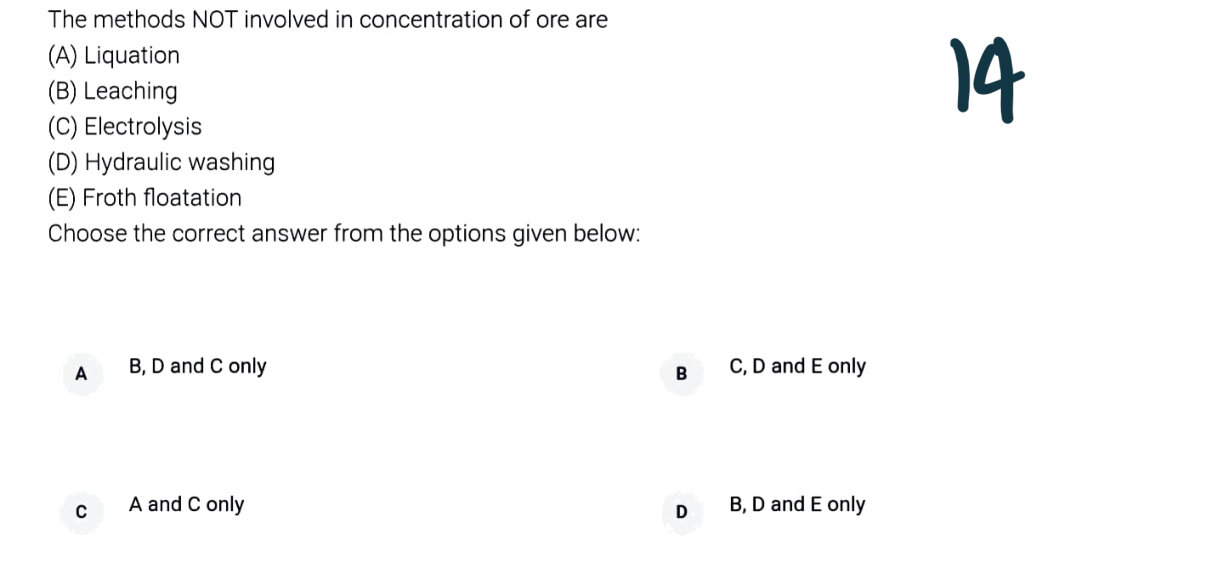 The methods NOT involved in concentration of ore are
14
(A) Liquation
(B) Leaching
(C) Electrolysis
(D) Hydraulic washing
(E) Froth floatation
Choose the correct answer from the options given below:
A B, D and C only
B C, D and E only
C A and C only
D B, D and E only